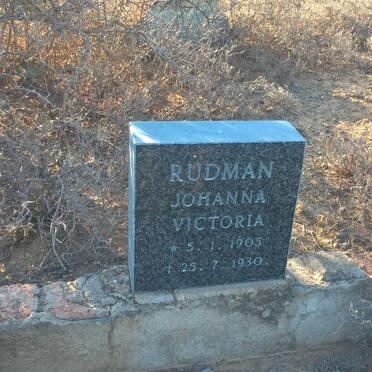 RUDMAN
JOHANNA
VICTORIA
* 5. 1. 1905
† 25. 7. 1930